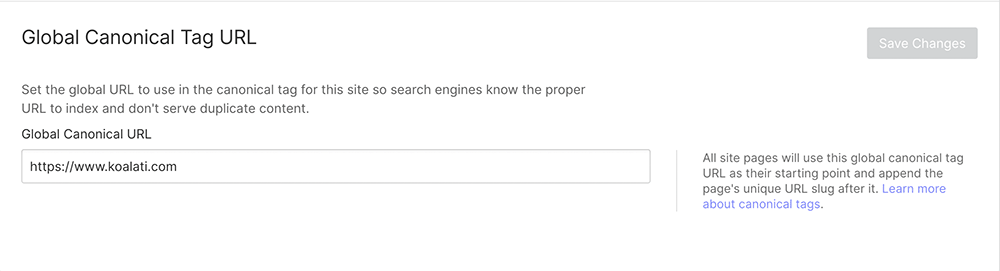 Global Canonical Tag URL
Save Changes
Set the global URL to use in the canonical tag for this site so search engines know the proper
URL to index and don't serve duplicate content.
Global Canonical URL
https://www.koalati.com
All site pages will use this global canonical tag
URL as their starting point and append the
page's unique URL slug after it. Learn more
about canonical tags.